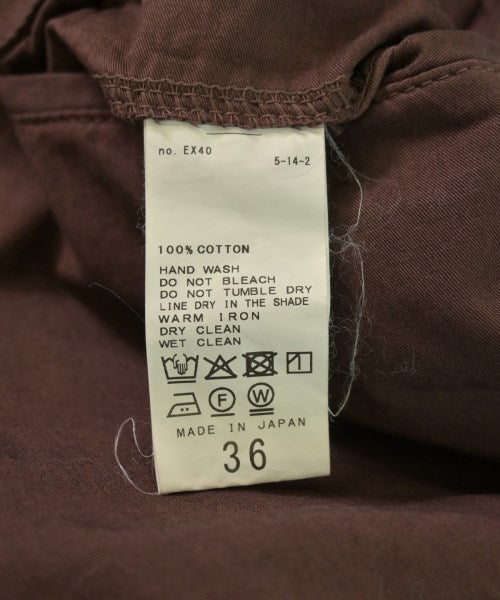 no. EX40
5-14-2
100% COTTON
HAND WASH
DO NOT BLEACH
DO NOT TUMBLE DRY
LINE DRY IN THE SHADE
WARM IRON
DRY CLEAN
WET CLEAN
F W
MADE IN JAPAN
36